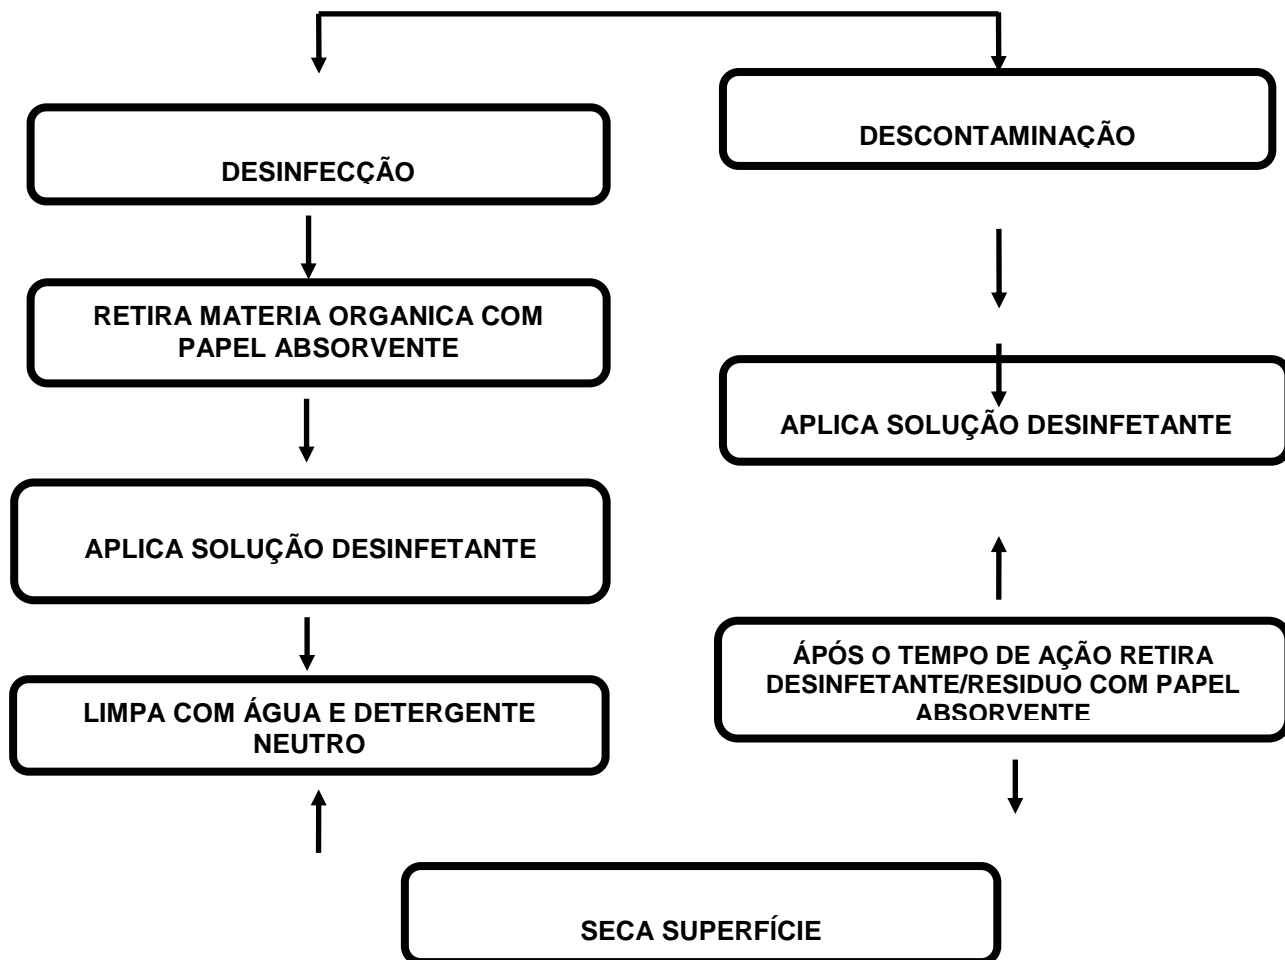 DESINFECÇÃO
RETIRA MATERIA ORGANICA COM
PAPEL ABSORVENTE
APLICA SOLUÇÃO DESINFETANTE
LIMPA COM ÁGUA E DETERGENTE
NEUTRO
DESCONTAMINAÇÃO
APLICA SOLUÇÃO DESINFETANTE
ÁPÓS O TEMPO DE AÇÃO RETIRA
DESINFETANTE/RESIDUO COM PAPEL
ABSORVENTE
SECA SUPERFÍCIE